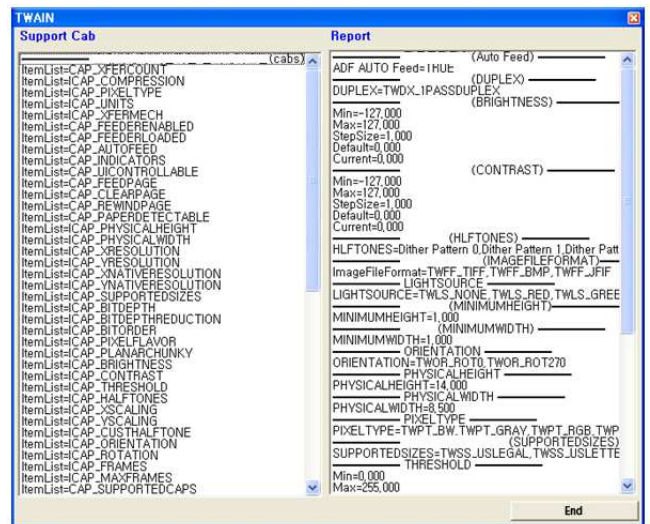 TWAIN
Support Cab
(cabs)
ItemList=CAP_XFERCOUNT
ItemList=ICAP_COMPRESSION
ItemList=ICAP_PIXELTYPE
ItemList=ICAP_UNITS
ItemList=ICAP_XFERMECH
ItemList=CAP_FEEDERENABLED
ItemList=CAP_FEEDERLOADED
ItemList=CAP_AUTOFEED
ItemList=CAP_INDICATORS
ItemList=CAP_UICONTROLLABLE
ItemList=CAP_FEEDPAGE
ItemList=CAP_CLEARPAGE
ItemList=CAP_REWINDPAGE
ItemList=CAP_PAPERDETECTABLE
ItemList=ICAP_PHYSICALHEIGHT
ItemList=ICAP_PHYSICALWIDTH
ItemList=ICAP_XRESOLUTION
ItemList=ICAP_YRESOLUTION
ItemList=ICAP_XNATIVERESOLUTION
ItemList=ICAP_YNATIVERESOLUTION
ItemList=ICAP_SUPPORTEDSIZES
ItemList=ICAP_BITDEPTH
ItemList=ICAP_BITDEPTHREDUCTION
ItemList=ICAP_BITORDER
ItemList=ICAP_PIXELFLAVOR
ItemList=ICAP_PLANARCHUNKY
ItemList=ICAP_BRIGHTNESS
ItemList=ICAP_CONTRAST
ItemList=ICAP_THRESHOLD
ItemList=ICAP_HALFTONES
ItemList=ICAP_XSCALING
ItemList=ICAP_YSCALING
ItemList=ICAP_CUSTHALFTONE
ItemList=ICAP_ORIENTATION
ItemList=ICAP_ROTATION
ItemList=ICAP_FRAMES
ItemList=ICAP_MAXFRAMES
ItemList=CAP_SUPPORTEDCAPS
Report
(Auto Feed)
ADF AUTO Feed=TRUE
(DUPLEX)
DUPLEX=TWDX_1PASSDUPLEX
(BRIGHTNESS)
Min=-127,000
Max=127,000
StepSize=1,000
Default=0,000
Current=0,000
(CONTRAST)
Min=-127,000
Max=127,000
StepSize=1,000
Default=0,000
Current=0,000
(HLFTONES)
HLFTONES=Dither Pattern 0,Dither Pattern 1,Dither Patt
(IMAGEFILEFORMAT)
ImageFileFormat=TWFF_TIFF,TWFF_BMP,TWFF_JFIF
LIGHTSOURCE
LIGHTSOURCE=TWLS_NONE,TWLS_RED,TWLS_GREE
(MINIMUMHEIGHT)
MINIMUMHEIGHT=1,000
(MINIMUMWIDTH)
MINIMUMWIDTH=1,000
ORIENTATION
ORIENTATION=TWOR_ROT0,TWOR_ROT270
PHYSICALHEIGHT
PHYSICALHEIGHT=14,000
PHYSICALWIDTH
PHYSICALWIDTH=8,500
PIXELTYPE
PIXELTYPE=TWPT_BW,TWPT_GRAY,TWPT_RGB,TWP
(SUPPORTEDSIZES)
SUPPORTEDSIZES=TWSS_USLEGAL,TWSS_USLETTE
THRESHOLD
Min=0,000
Max=255,000
End